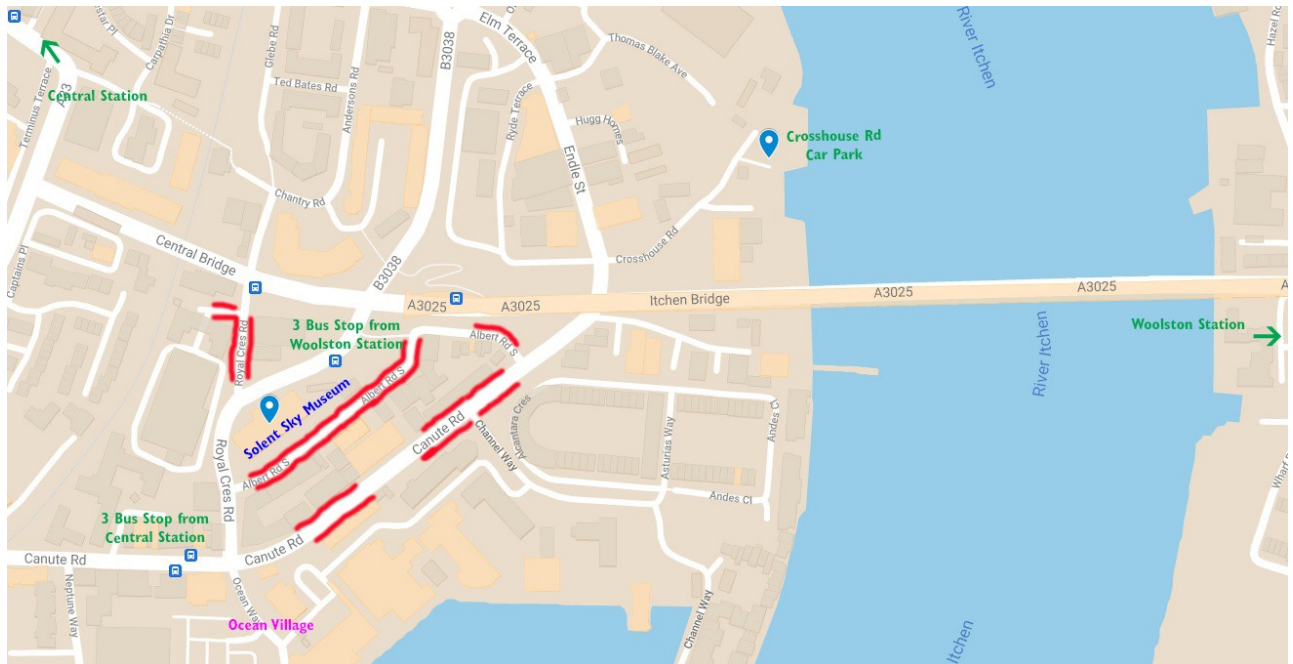 Carpathia Dr
Glebe Rd
B3038
Elm Terrace
River Itchen
Hazel Rd
Thomas Blake Ave
Central Station
Terminus Terrace
Ted Bates Rd
Andersons Rd
Ryde Terrace
Hugg Homes
Endle St
Crosshouse Rd
Car Park
Chantry Rd
Captains Pl
Central Bridge
B3038
Crosshouse Rd
A3025
A3025
Itchen Bridge
A3025
A3025
Royal Cres Rd
3 Bus Stop from
Woolston Station
Albert Rd S
Woolston Station
River Itchen
Solent Sky Museum
Albert Rd S
Canute Rd
Channel Way
Alcantara Cres
Asturias Way
Andes Cl
Royal Cres Rd
Albert Rd S
Andes Cl
3 Bus Stop from
Central Station
Canute Rd
Canute Rd
Neptune Way
Ocean Way
Ocean Village
Channel Way
Itchen